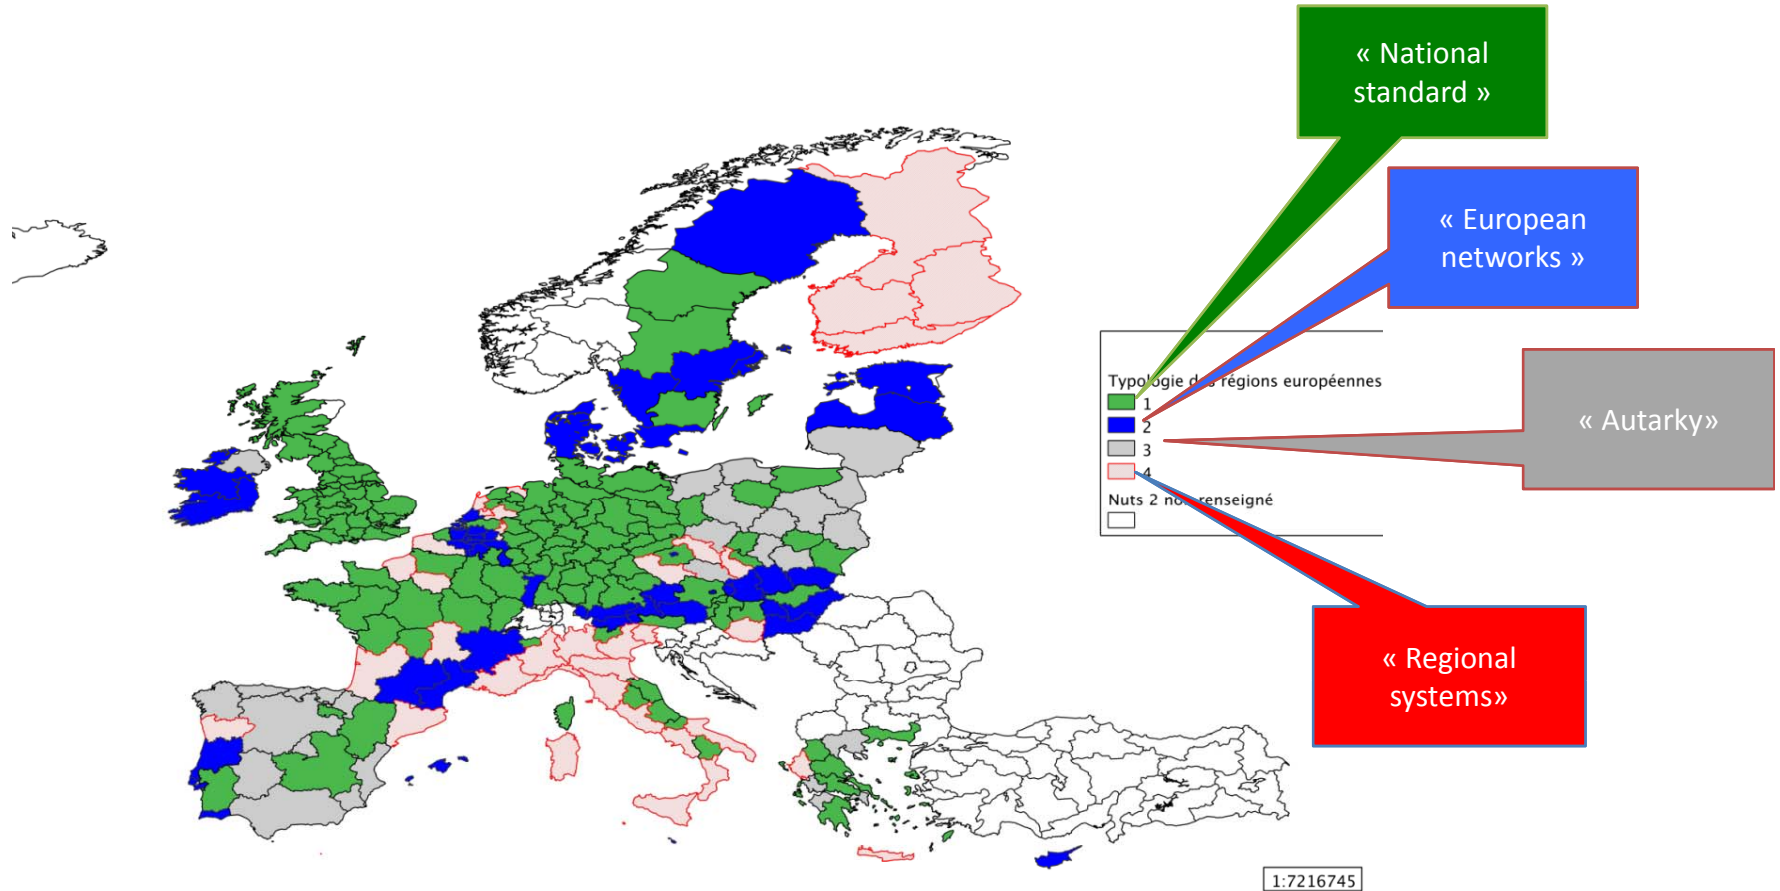 « National
standard »
« European
networks »
Typologie des régions européennes
1
2
3
4
« Autarky»
Nuts 2 non renseigné
« Regional
systems»
1:7216745